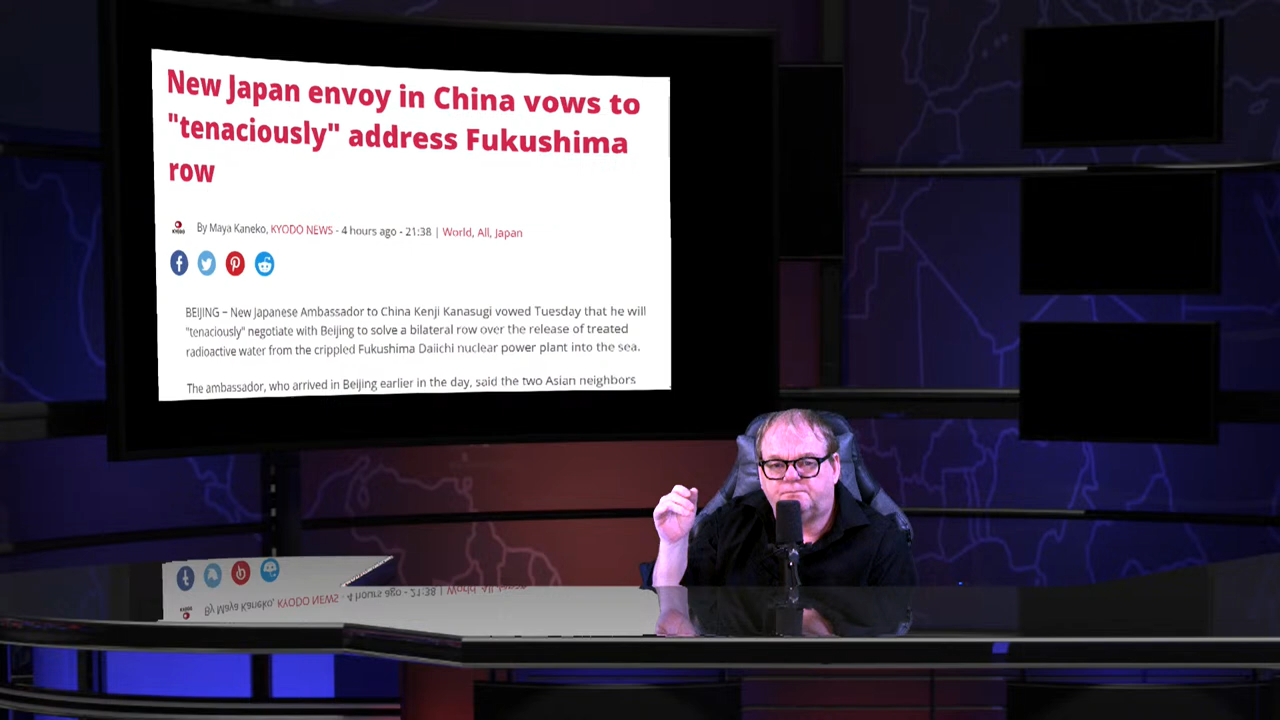 New Japan envoy in China vows to
"tenaciously" address Fukushima
row
By Maya Kaneko, KYODO NEWS - 4 hours ago - 21:38 | World, All, Japan
BEIJING – New Japanese Ambassador to China Kenji Kanasugi vowed Tuesday that he will
"tenaciously" negotiate with Beijing to solve a bilateral row over the release of treated
radioactive water from the crippled Fukushima Daiichi nuclear power plant into the sea.
The ambassador, who arrived in Beijing earlier in the day, said the two Asian neighbors